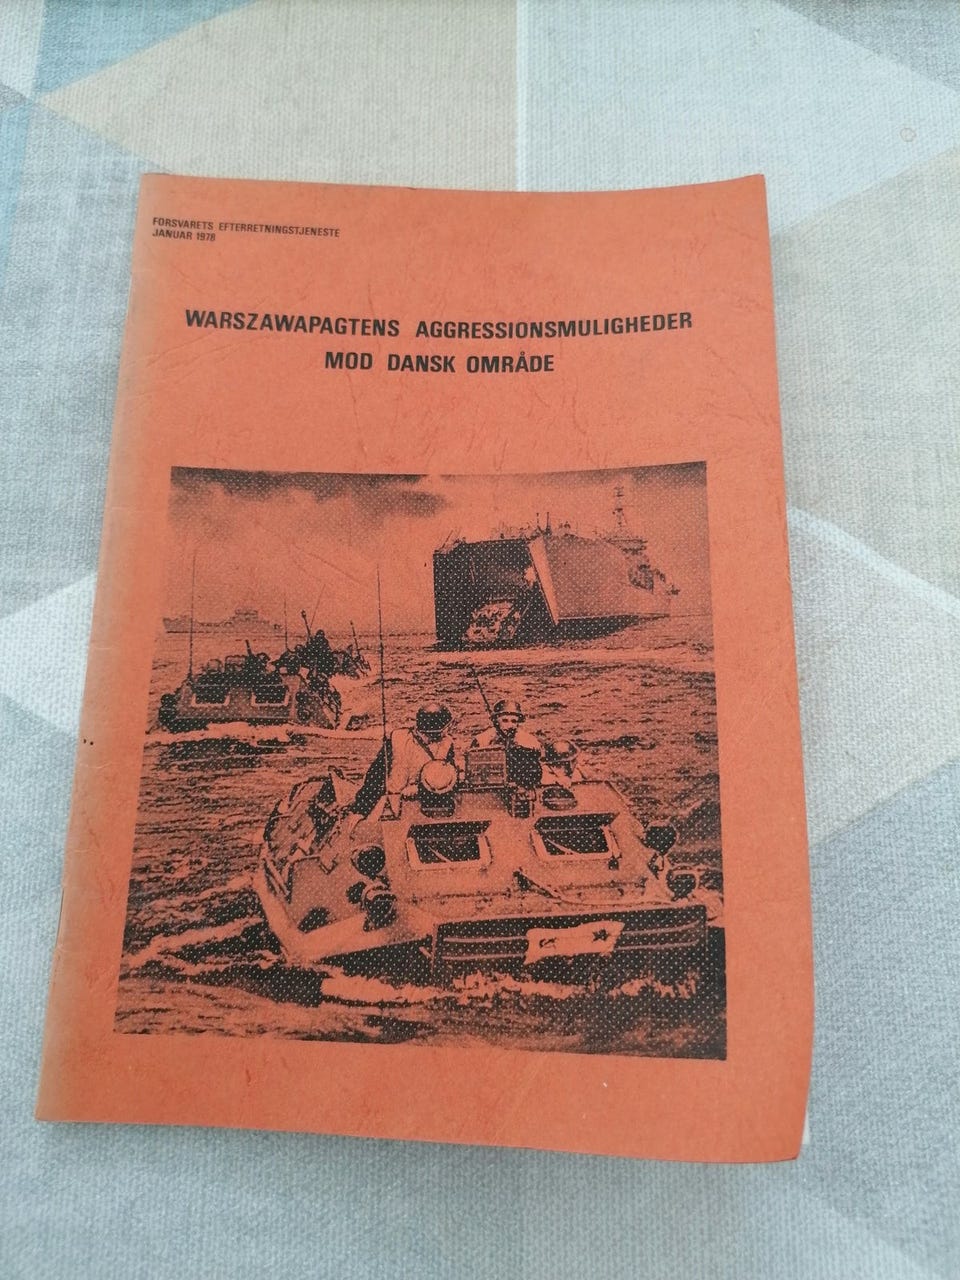 FORSVARETS EFTERRETNINGSTJENESTE
JANUAR 1978
WARSZAWAPAGTENS AGGRESSIONSMULIGHEDER
MOD DANSK OMRÅDE